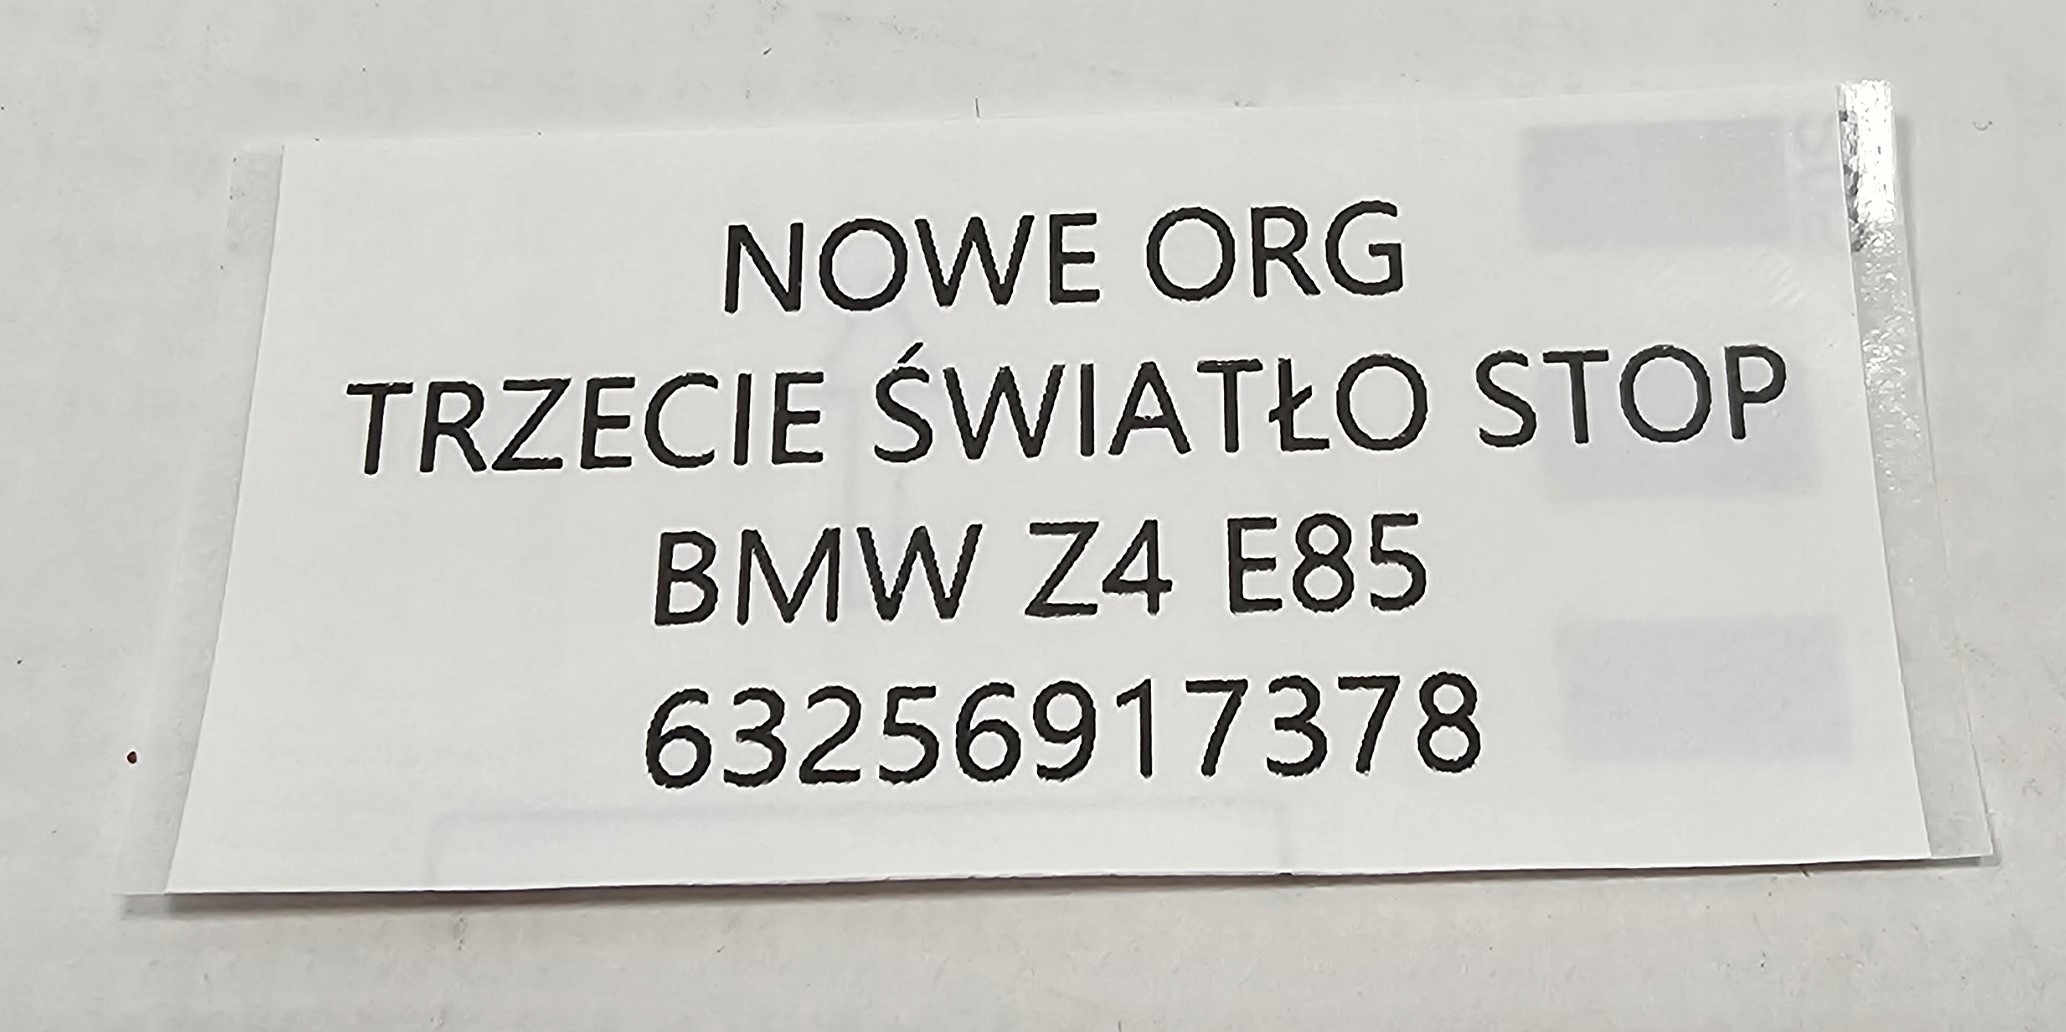 NOWE ORG
TRZECIE ŚWIATŁO STOP
BMW Z4 E85
63256917378